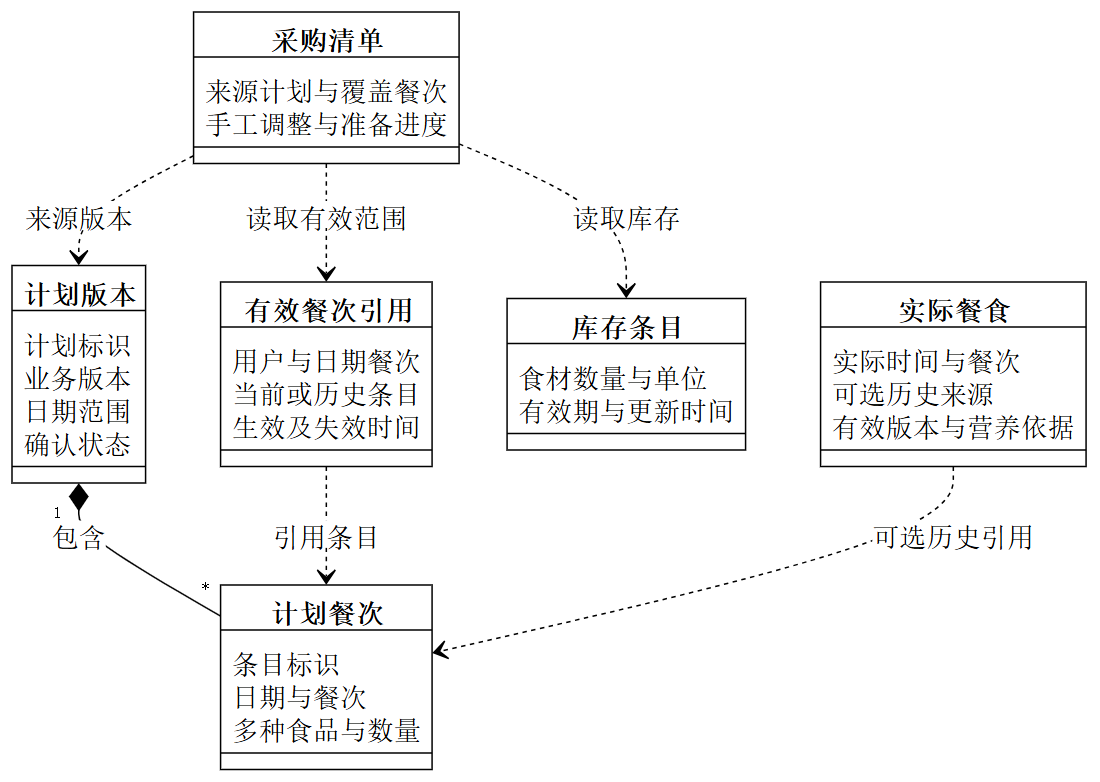 采购清单
来源计划与覆盖餐次
手工调整与准备进度
来源版本
读取有效范围
读取库存
计划版本
计划标识
业务版本
日期范围
确认状态
有效餐次引用
用户与日期餐次
当前或历史条目
生效及失效时间
库存条目
食材数量与单位
有效期与更新时间
实际餐食
实际时间与餐次
可选历史来源
有效版本与营养依据
1
包含
引用条目
可选历史引用
*
计划餐次
条目标识
日期与餐次
多种食品与数量